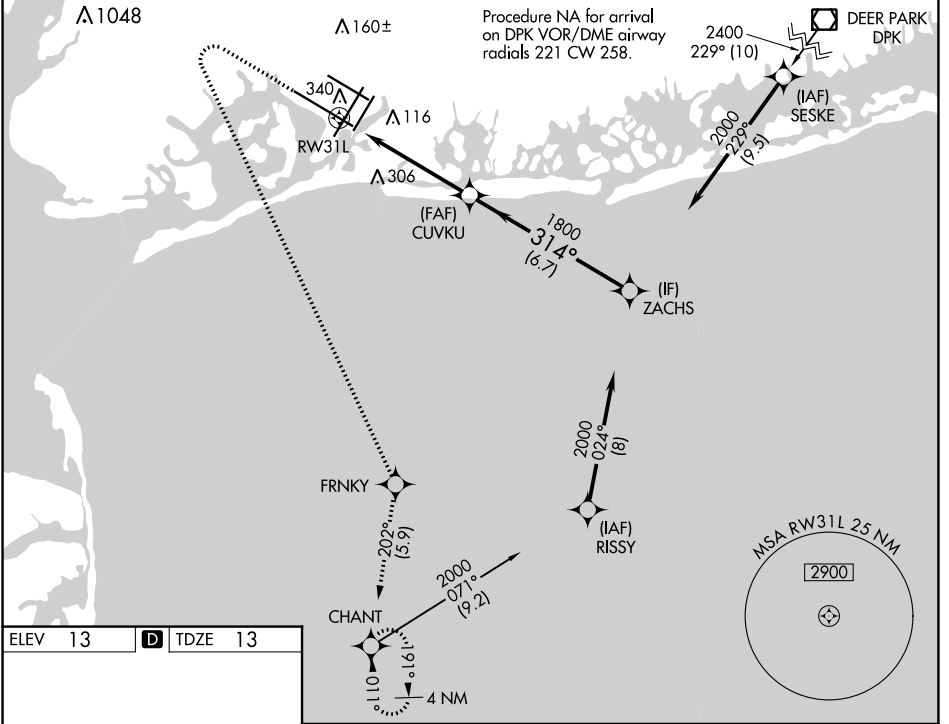 1048
160±
Procedure NA for arrival
on DPK VOR/DME airway
radials 221 CW 258.
2400
229° (10)
DEER PARK
DPK
(IAF)
SESKE
2000
229°
(9.5)
340
116
RW31L
306
(FAF)
CUVKU
1800
314°
(6.7)
(IF)
ZACHS
FRNKY
2000
024°
(8)
(IAF)
RISSY
202°
(5.9)
2000
071°
(9.2)
CHANT
191°
011°
4 NM
MSA RW31L 25 NM
2900
ELEV 13
D
TDZE 13